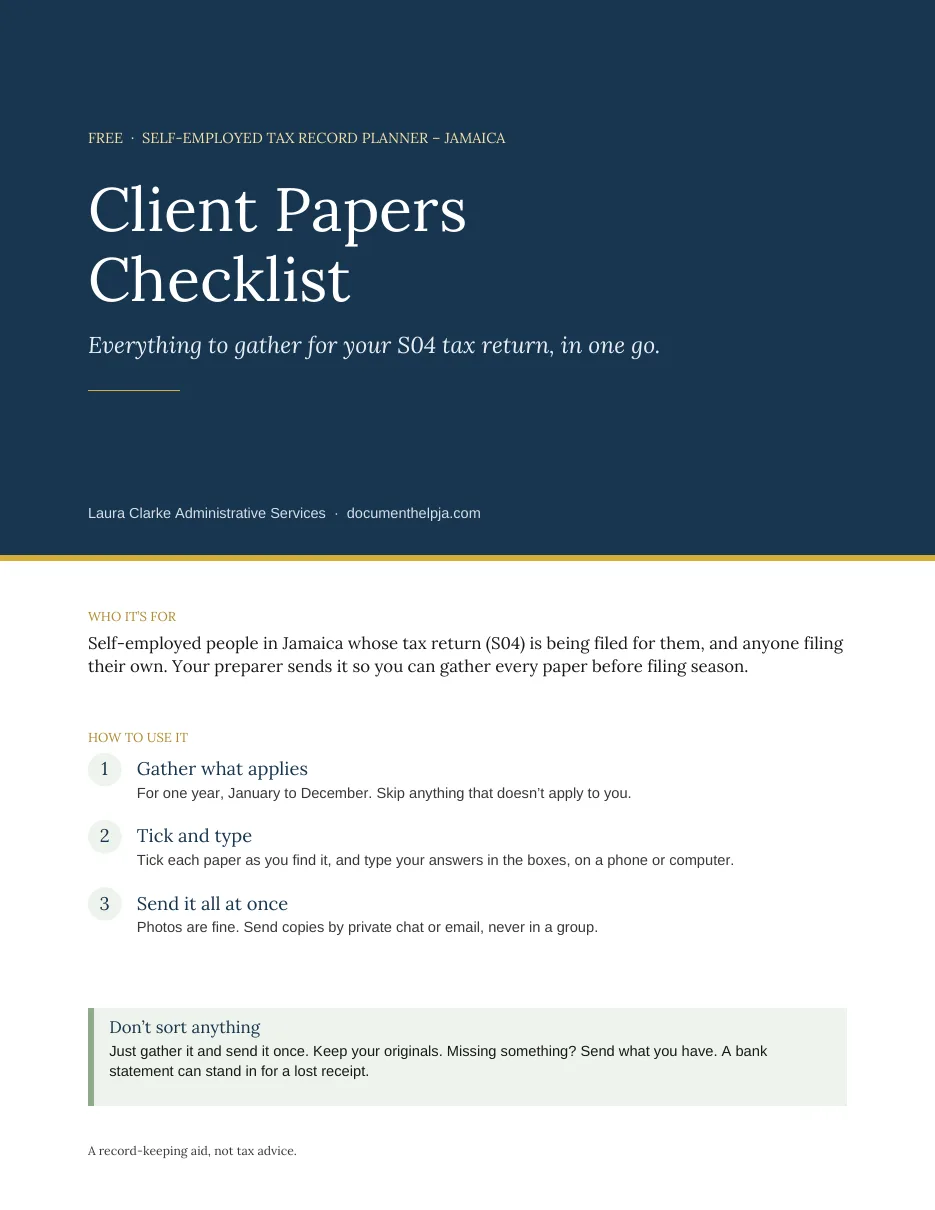 FREE · SELF-EMPLOYED TAX RECORD PLANNER – JAMAICA
Client Papers
Checklist
Everything to gather for your S04 tax return, in one go.
Laura Clarke Administrative Services · documenthelpja.com
WHO IT’S FOR
Self-employed people in Jamaica whose tax return (S04) is being filed for them, and anyone filing
their own. Your preparer sends it so you can gather every paper before filing season.
HOW TO USE IT
1 Gather what applies
For one year, January to December. Skip anything that doesn’t apply to you.
2 Tick and type
Tick each paper as you find it, and type your answers in the boxes, on a phone or computer.
3 Send it all at once
Photos are fine. Send copies by private chat or email, never in a group.
Don’t sort anything
Just gather it and send it once. Keep your originals. Missing something? Send what you have. A bank
statement can stand in for a lost receipt.
A record-keeping aid, not tax advice.